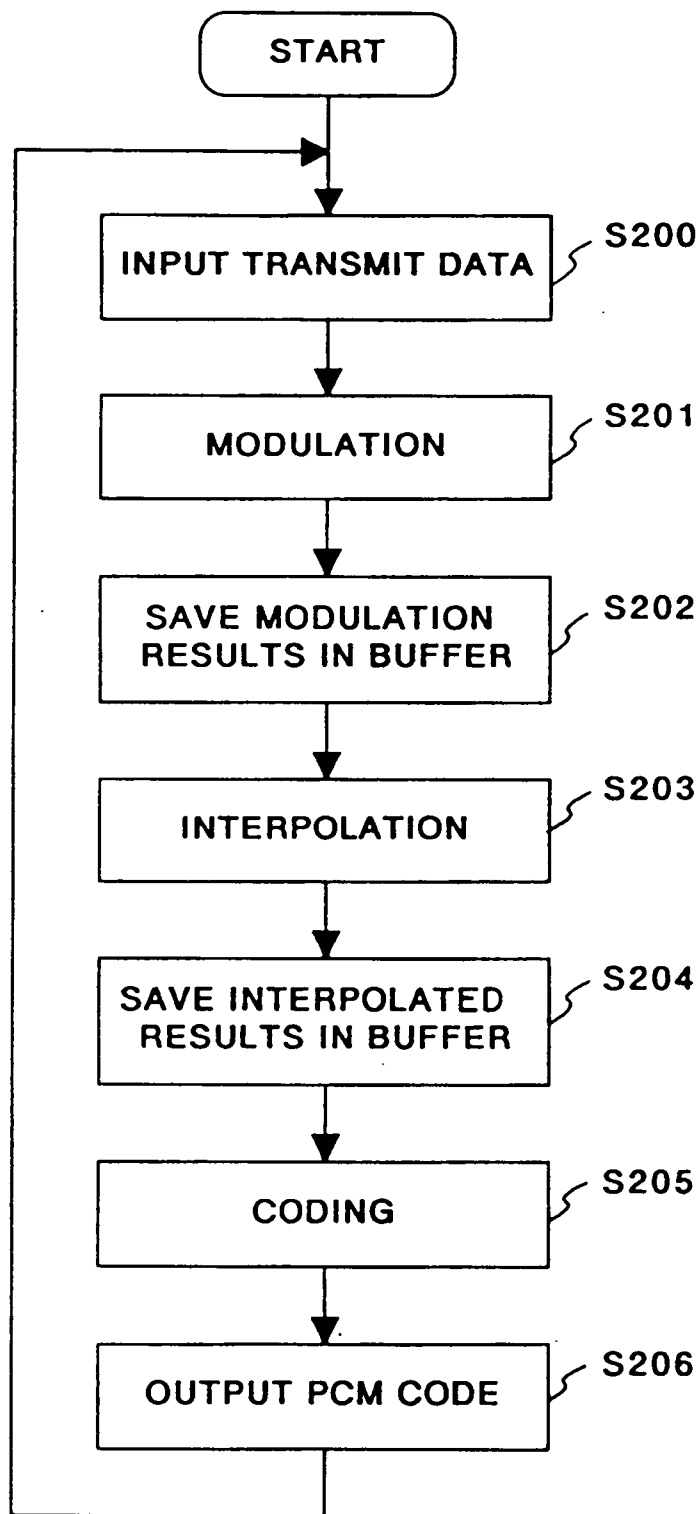 START
INPUT TRANSMIT DATA
S200
MODULATION
S201
SAVE MODULATION
RESULTS IN BUFFER
S202
INTERPOLATION
S203
SAVE INTERPOLATED
RESULTS IN BUFFER
S204
CODING
S205
OUTPUT PCM CODE
S206